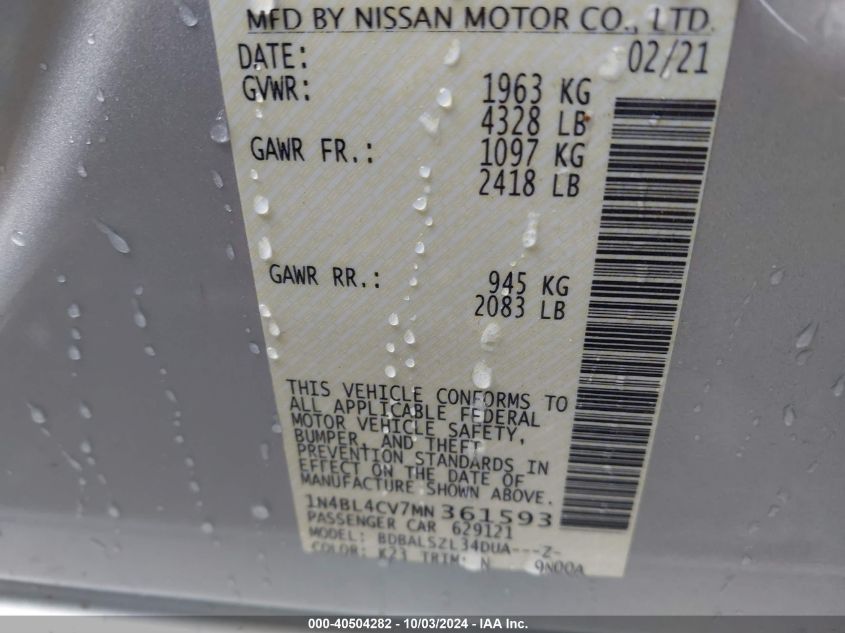 MFD BY NISSAN MOTOR CO., LTD.
DATE: 02/21
GVWR: 1963 KG
4328 LB
GAWR FR.: 1097 KG
2418 LB
GAWR RR.: 945 KG
2083 LB
THIS VEHICLE CONFORMS TO
ALL APPLICABLE FEDERAL
MOTOR VEHICLE SAFETY,
BUMPER, AND THEFT
PREVENTION STANDARDS IN
EFFECT ON THE DATE OF
MANUFACTURE SHOWN ABOVE.
1N4BL4CV7MN361593
PASSENGER CAR 629121
MODEL: BDBALSZL34DUA---Z-
COLOR: K23 TRIM: N 9N00A
000-40504282 - 10/03/2024 - IAA Inc.